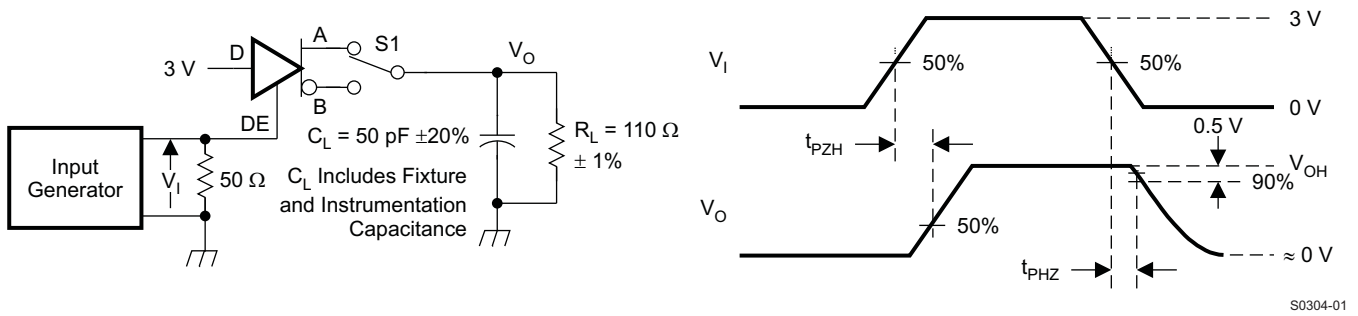 3 V
D
A
B
S1
DE
V_O
Input
Generator
V_I
50 Ω
C_L = 50 pF ±20%
C_L Includes Fixture
and Instrumentation
Capacitance
R_L = 110 Ω
± 1%
V_I
50%
50%
3 V
0 V
t_PZH
0.5 V
V_OH
90%
V_O
50%
t_PHZ
≈ 0 V
S0304-01